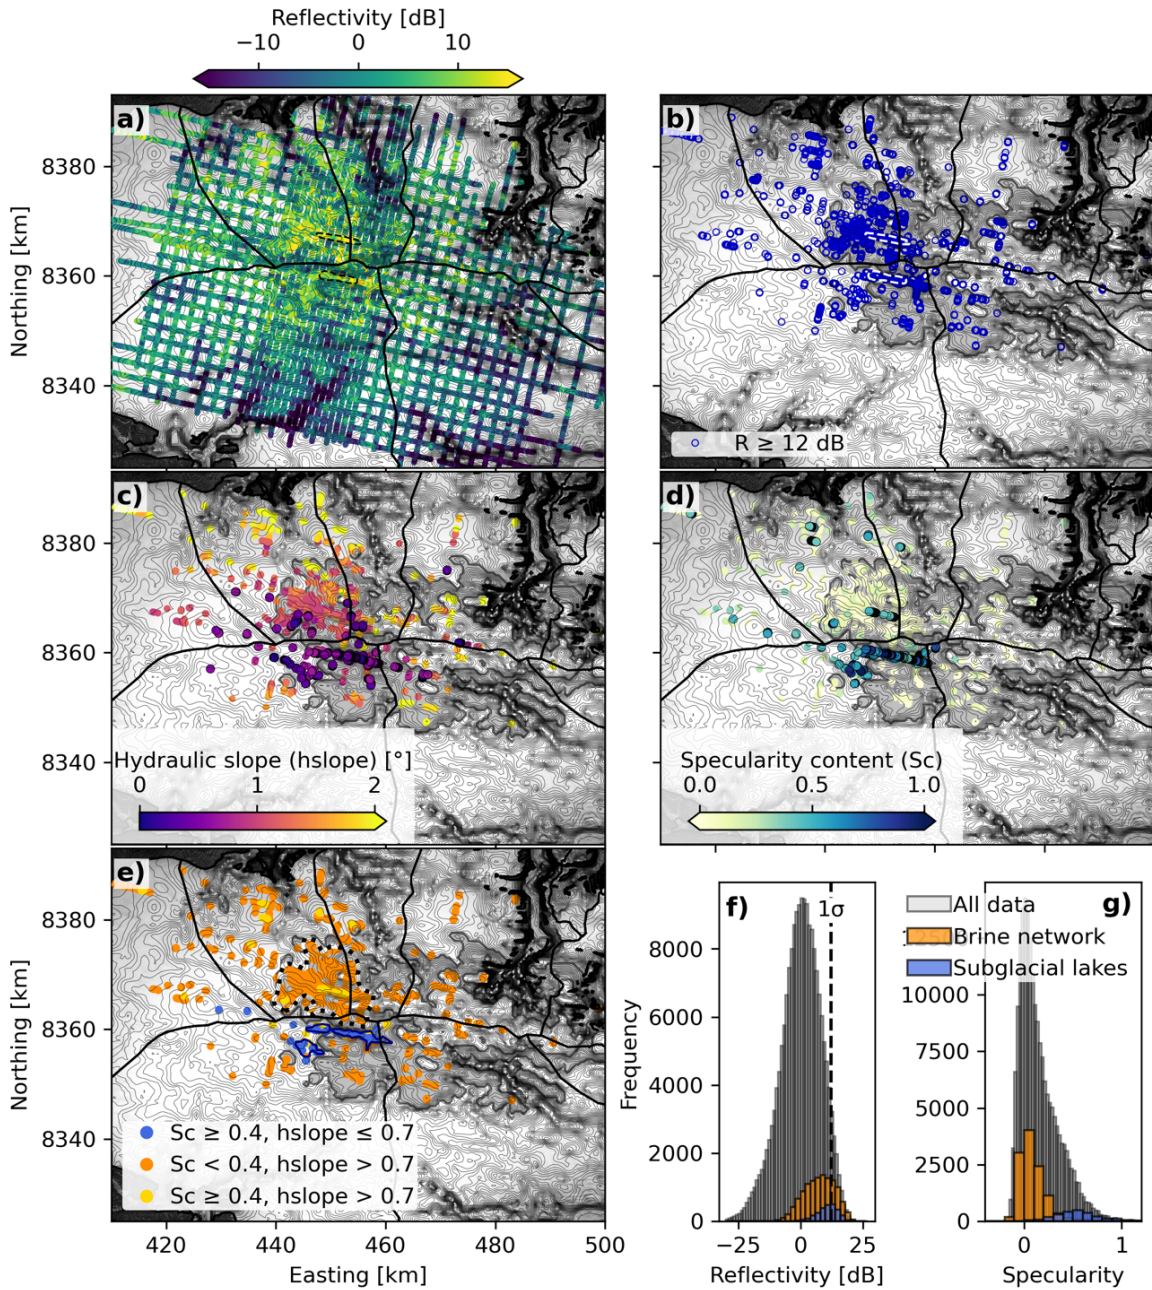 Reflectivity [dB]
−10 0 10
a)
b)
8380
8360
8340
Northing [km]
R ≥ 12 dB
c)
d)
8380
8360
8340
Hydraulic slope (hslope) [°]
0 1 2
Specularity content (Sc)
0.0 0.5 1.0
e)
8380
8360
8340
Northing [km]
Sc ≥ 0.4, hslope ≤ 0.7
Sc < 0.4, hslope > 0.7
Sc ≥ 0.4, hslope > 0.7
420 440 460 480 500
Easting [km]
f)
1σ
8000
6000
4000
2000
0
Frequency
−25 0 25
Reflectivity [dB]
g)
All data
Brine network
Subglacial lakes
10000
7500
5000
2500
0
0 1
Specularity